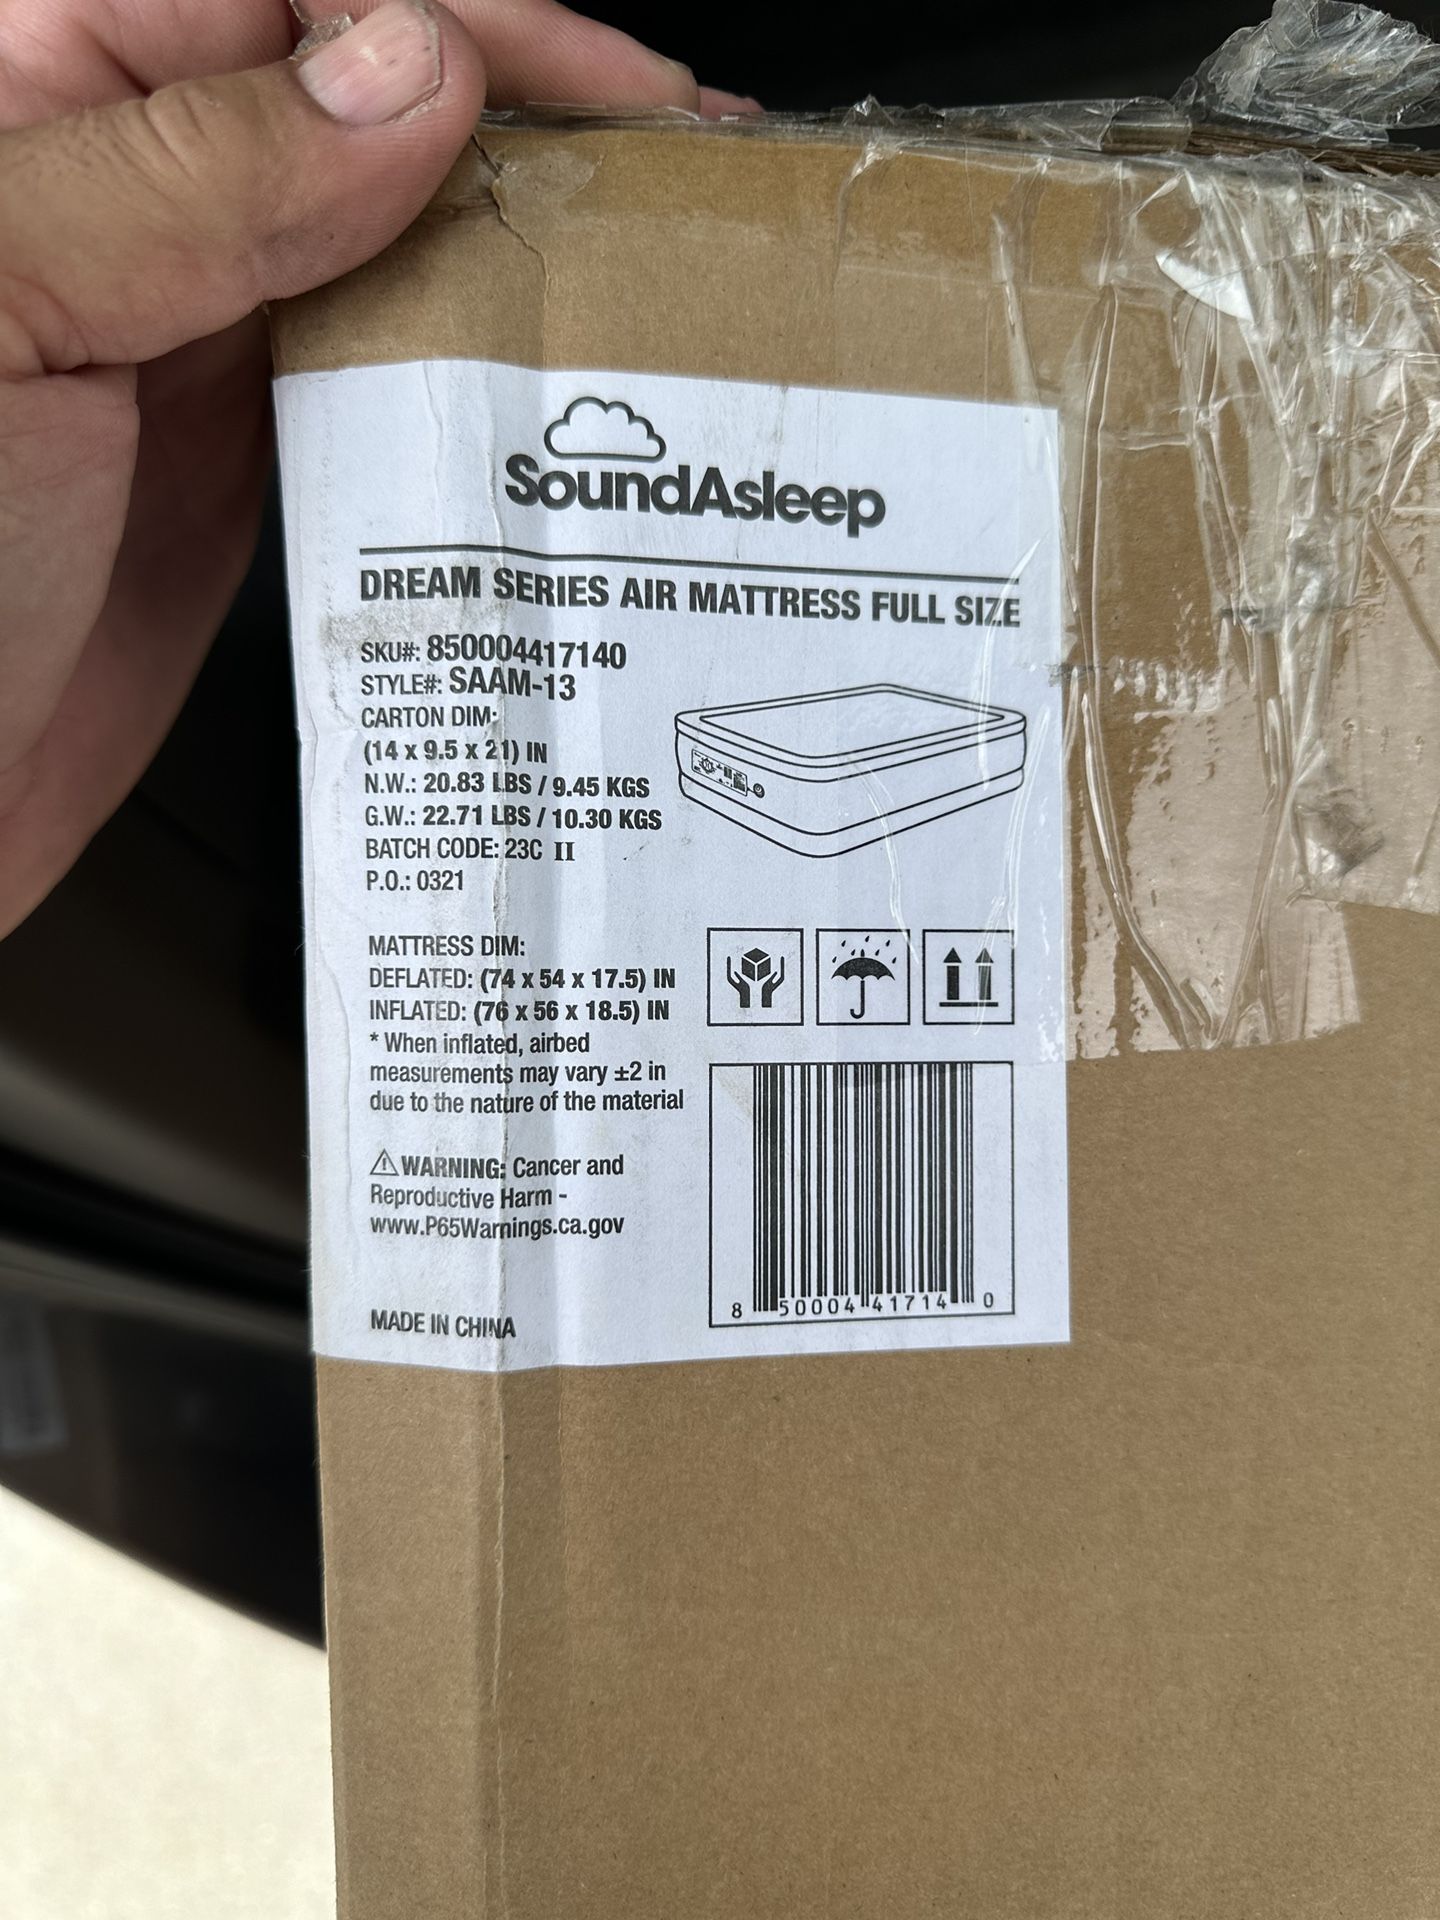 SoundAsleep
DREAM SERIES AIR MATTRESS FULL SIZE
SKU#: 850004417140
STYLE#: SAAM-13
CARTON DIM:
(14 x 9.5 x 21) IN
N.W.: 20.83 LBS / 9.45 KGS
G.W.: 22.71 LBS / 10.30 KGS
BATCH CODE: 23C II
P.O.: 0321
MATTRESS DIM:
DEFLATED: (74 x 54 x 17.5) IN
INFLATED: (76 x 56 x 18.5) IN
* When inflated, airbed
measurements may vary ±2 in
due to the nature of the material
⚠WARNING: Cancer and
Reproductive Harm -
www.P65Warnings.ca.gov
MADE IN CHINA
8 50004 41714 0